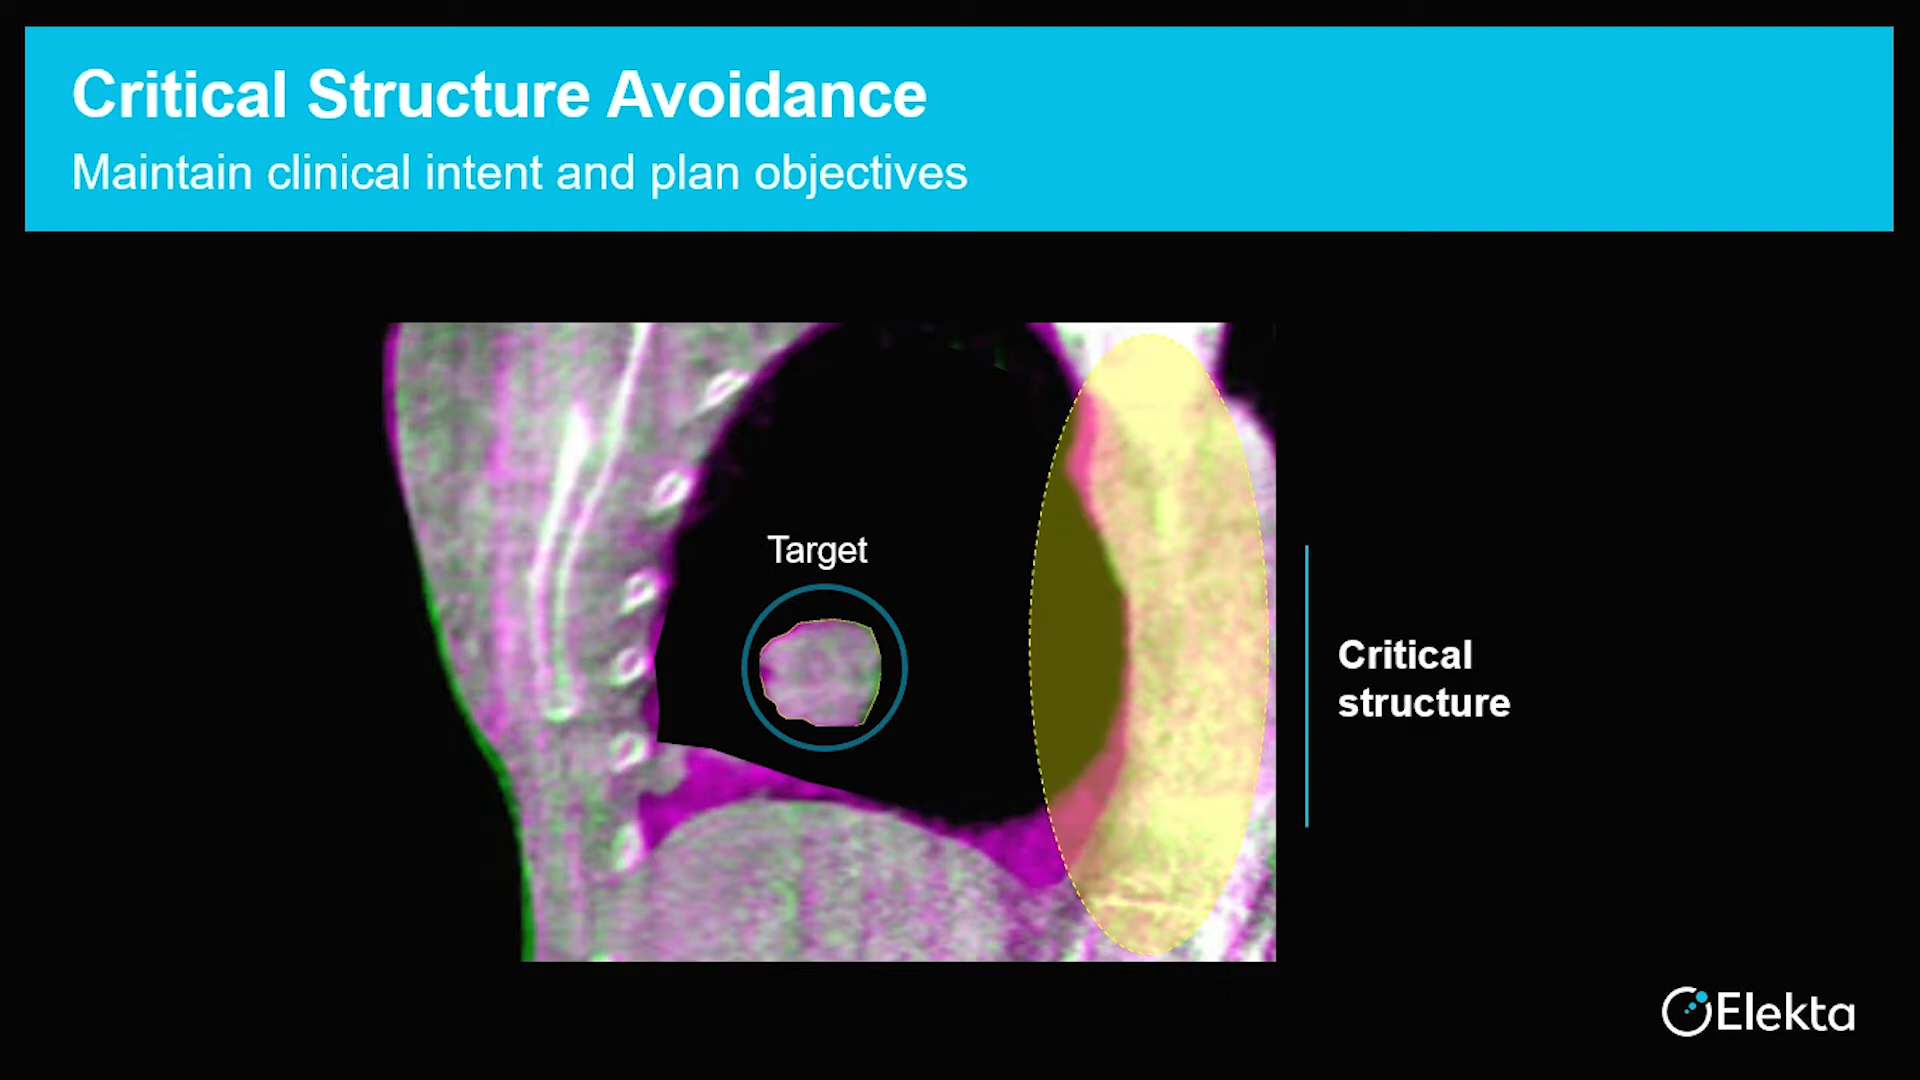 Critical Structure Avoidance
Maintain clinical intent and plan objectives
Target
Critical
structure
Elekta